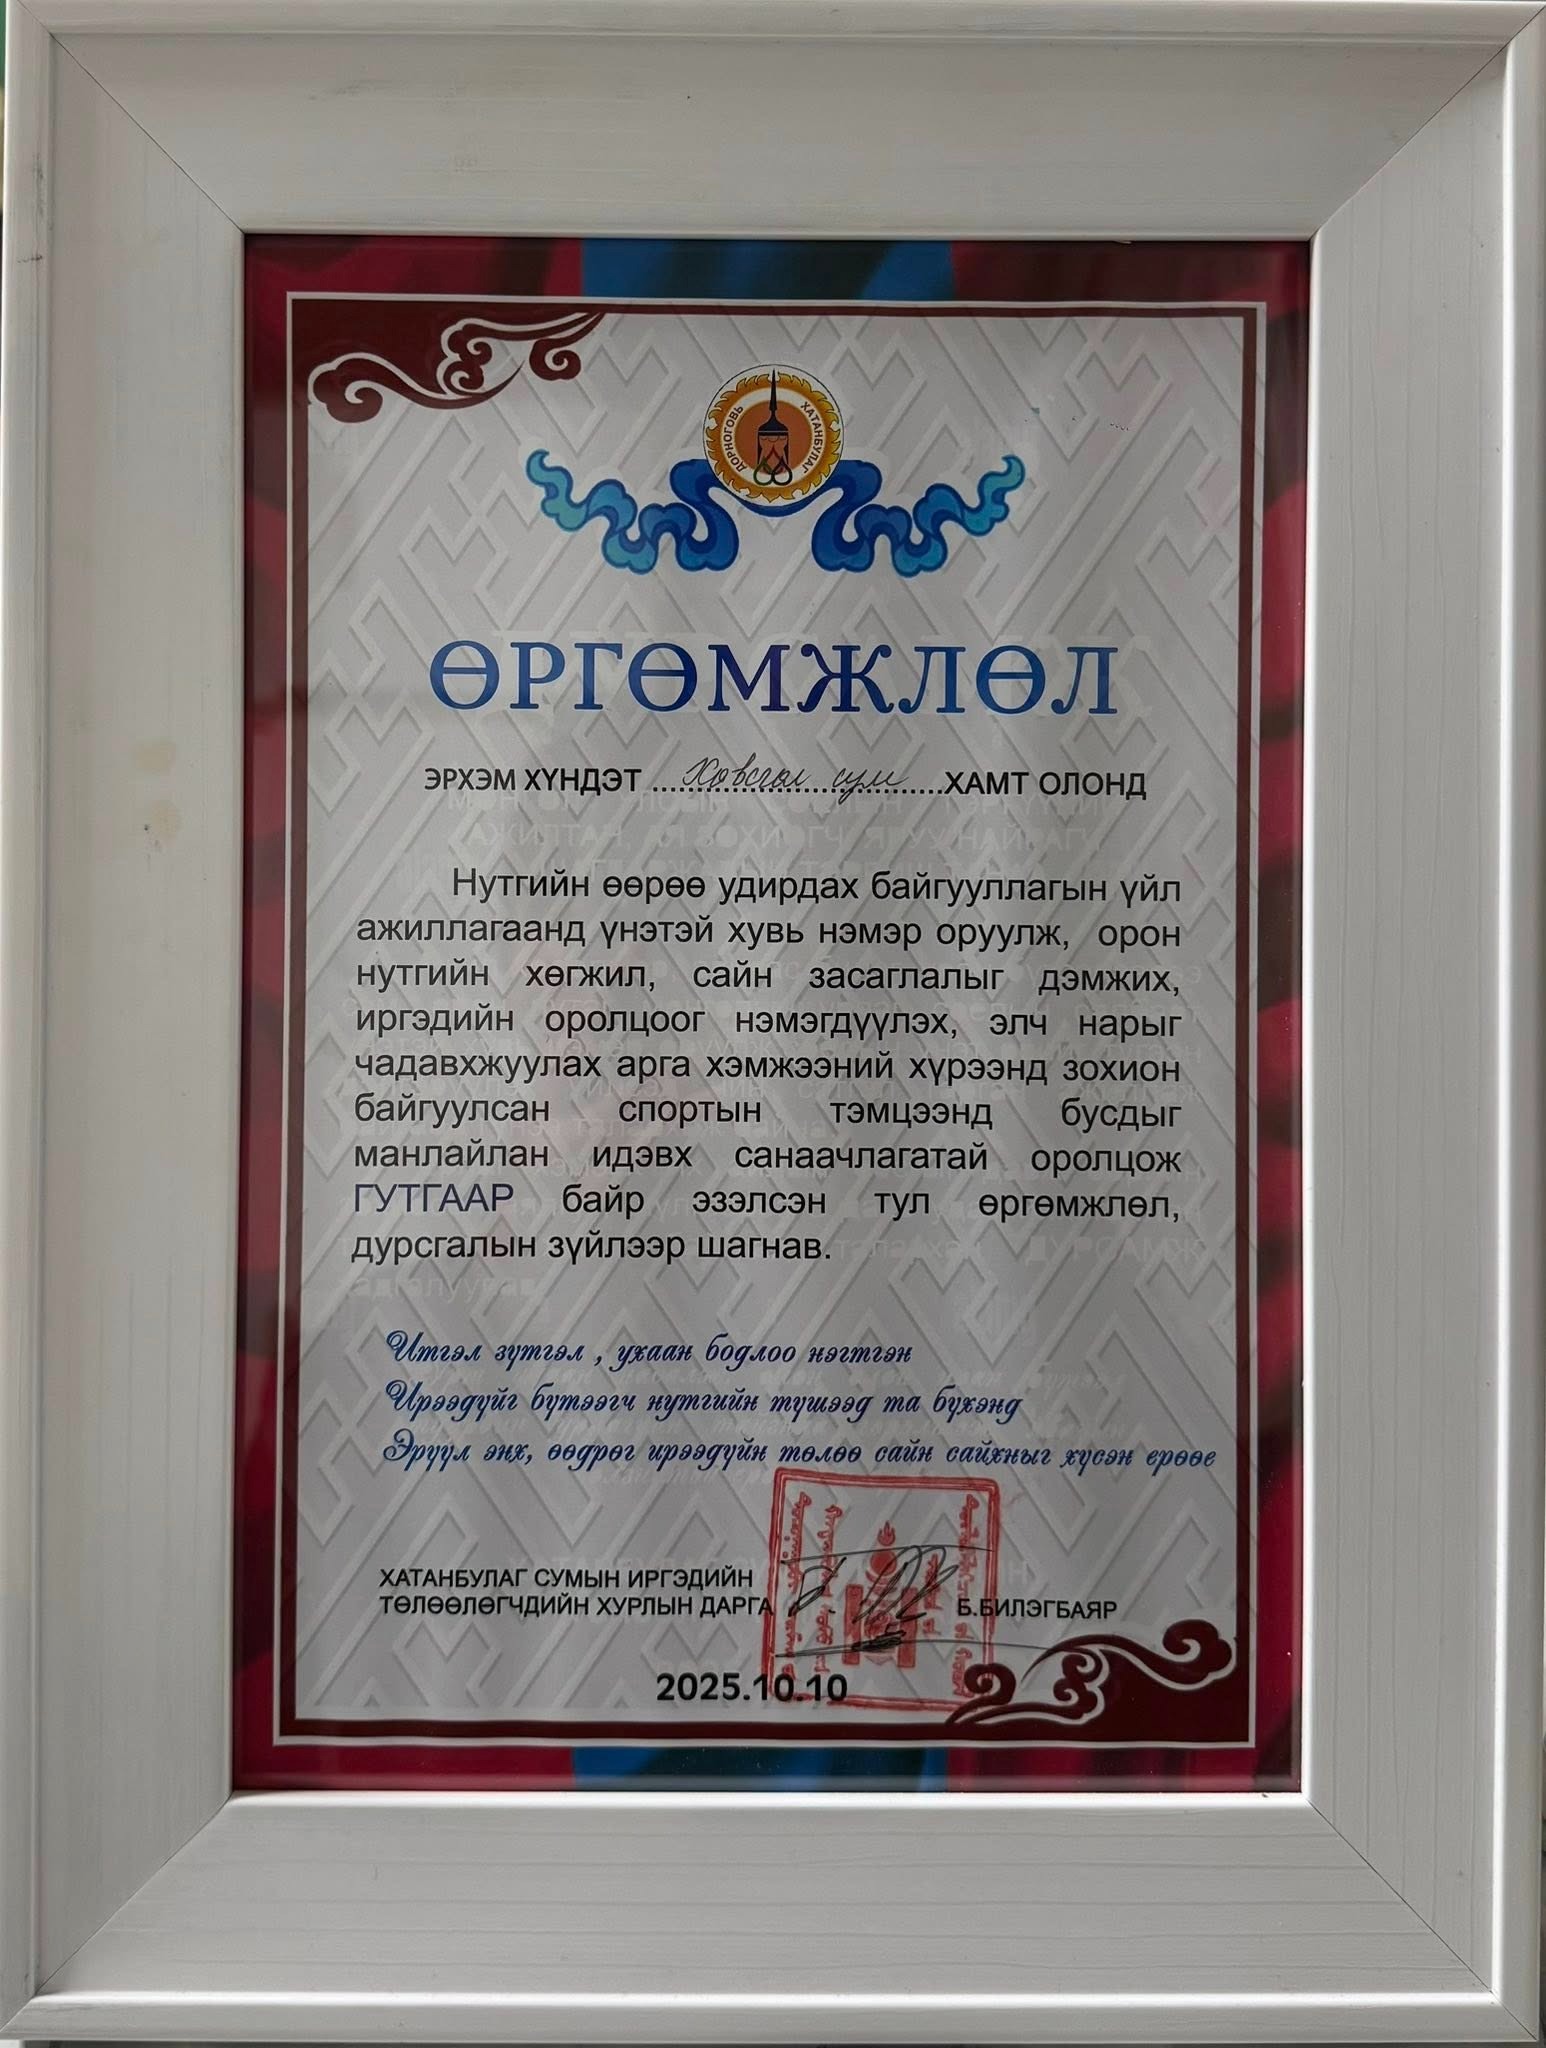 ДОРНОГОВЬ ХАТАНБУЛАГ
ӨРГӨМЖЛӨЛ
ЭРХЭМ ХҮНДЭТ ....Ховсгол сум....ХАМТ ОЛОНД
Нутгийн өөрөө удирдах байгууллагын үйл
ажиллагаанд үнэтэй хувь нэмэр оруулж, орон
нутгийн хөгжил, сайн засаглалыг дэмжих,
иргэдийн оролцоог нэмэгдүүлэх, элч нарыг
чадавхжуулах арга хэмжээний хүрээнд зохион
байгуулсан спортын тэмцээнд бусдыг
манлайлан идэвх санаачлагатай оролцож
ГУТГААР байр эзэлсэн тул өргөмжлөл,
дурсгалын зүйлээр шагнав.
Итгэл зүтгэл , ухаан бодлоо нэгтгэн
Ирээдүйг бүтээгч нутгийн түшээд та бүхэнд
Эрүүл энх, өөдрөг ирээдүйн төлөө сайн сайхныг хүсэн ерөөе
ХАТАНБУЛАГ СУМЫН ИРГЭДИЙН
ТӨЛӨӨЛӨГЧДИЙН ХУРЛЫН ДАРГА Б.БИЛЭГБАЯР
2025.10.10